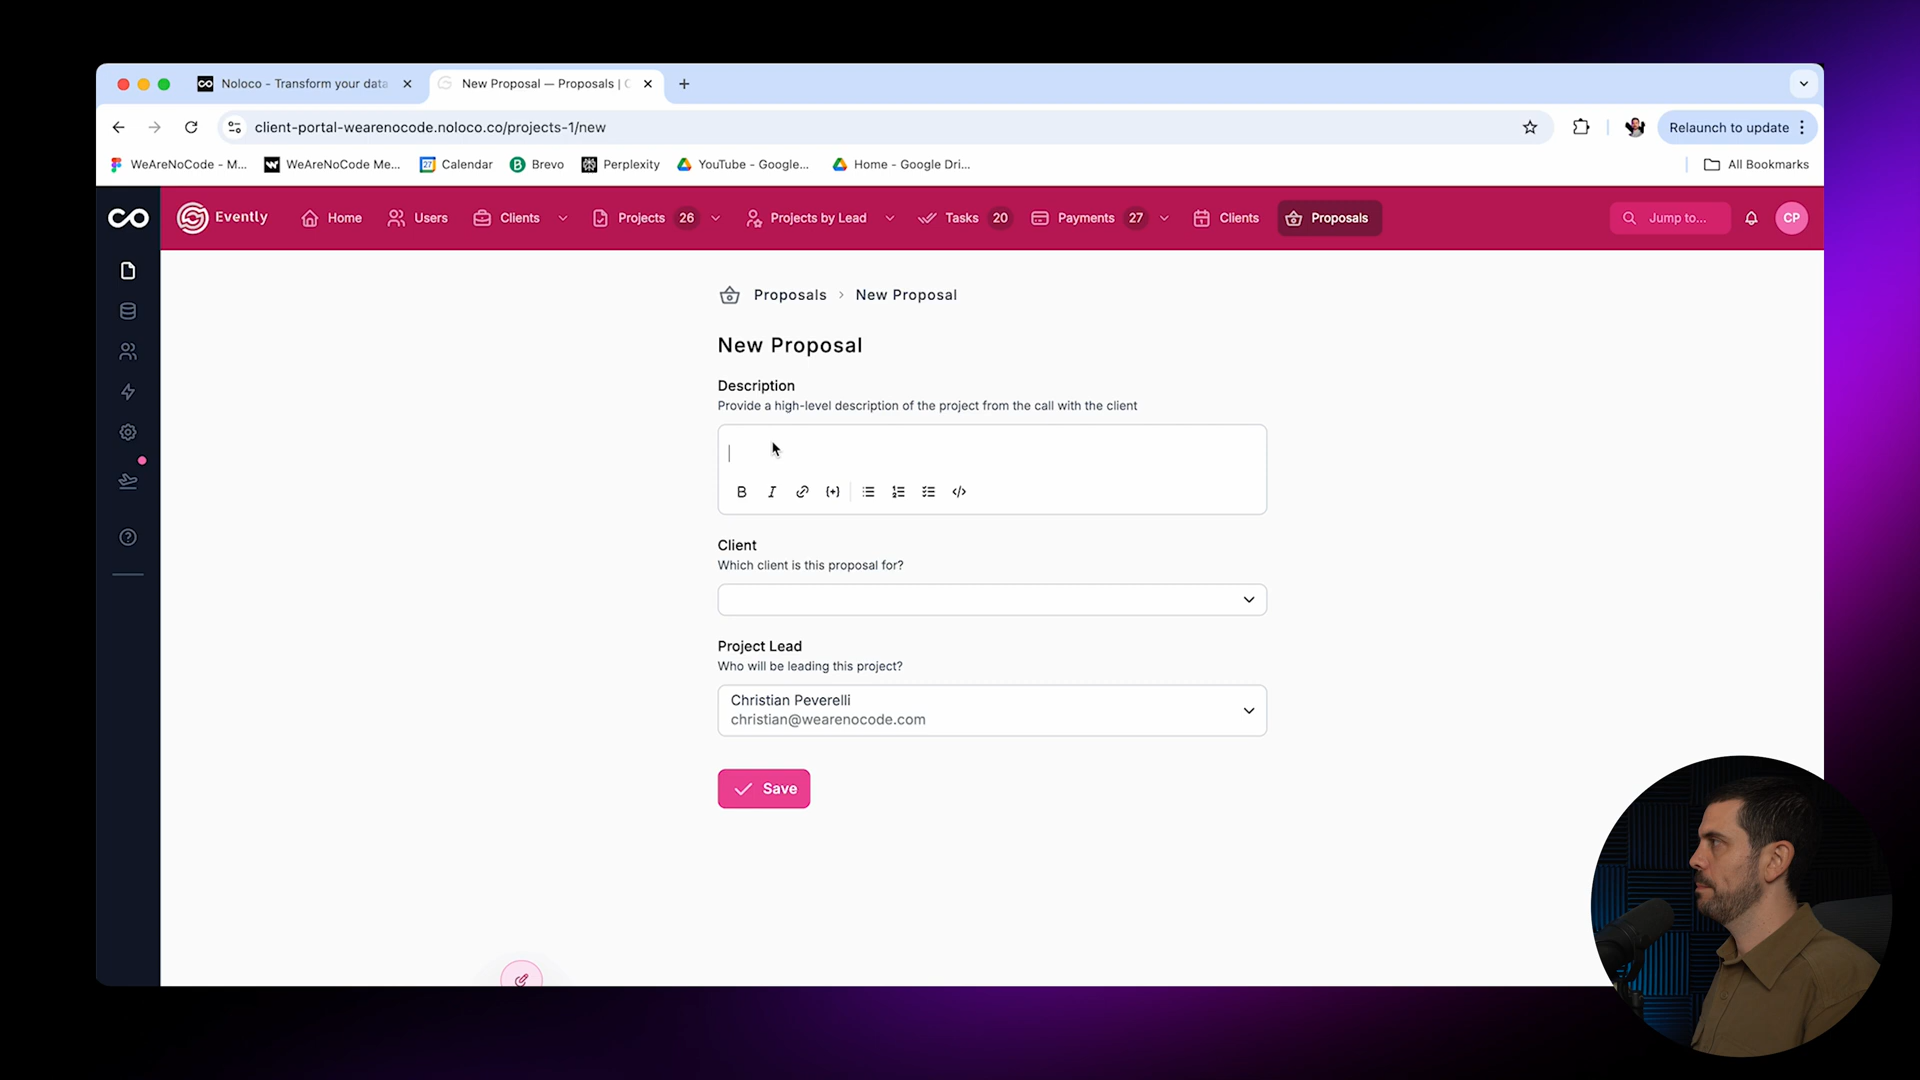 Noloco - Transform your data
New Proposal — Proposals |
client-portal-wearenocode.noloco.co/projects-1/new
Relaunch to update
WeAreNoCode - M...
WeAreNoCode Me...
27
Calendar
B
Brevo
Perplexity
YouTube - Google...
Home - Google Dri...
All Bookmarks
Evently
Home
Users
Clients
Projects 26
Projects by Lead
Tasks 20
Payments 27
Clients
Proposals
Jump to...
CP
Proposals > New Proposal
New Proposal
Description
Provide a high-level description of the project from the call with the client
B I
Client
Which client is this proposal for?
Project Lead
Who will be leading this project?
Christian Peverelli
christian@wearenocode.com
Save